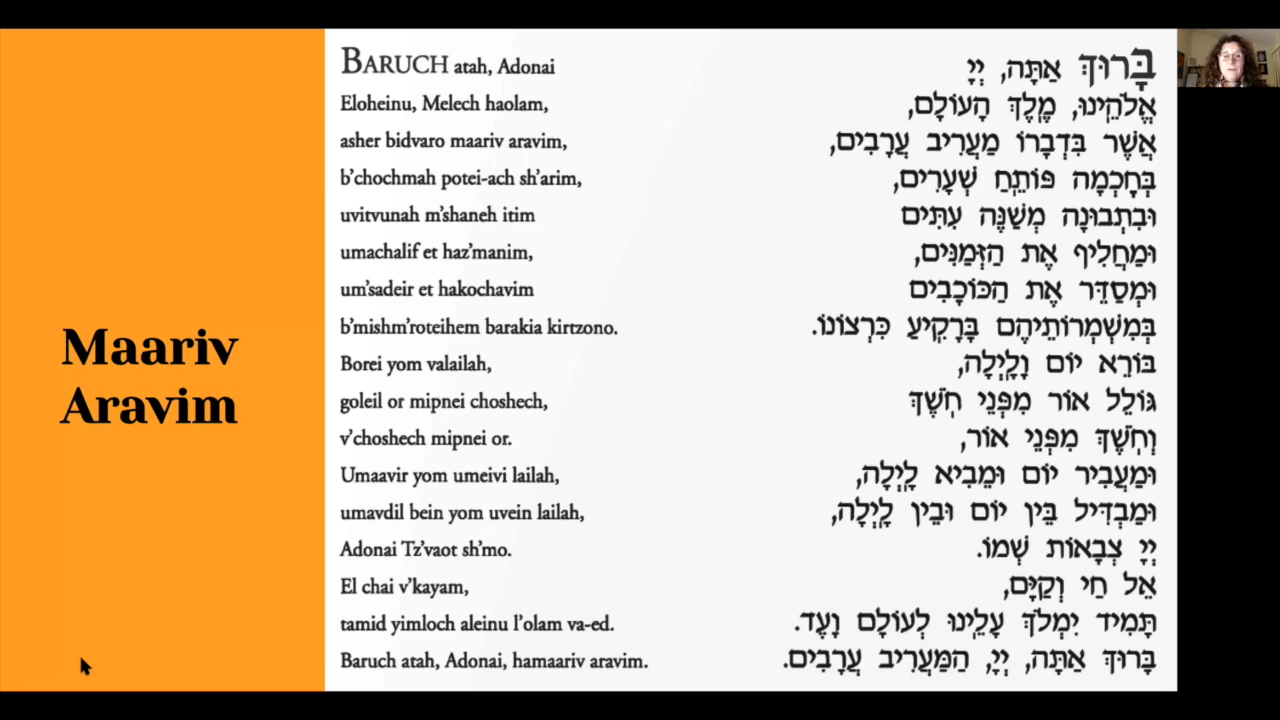 Maariv
Aravim
BARUCH atah, Adonai
Eloheinu, Melech haolam,
asher bidvaro maariv aravim,
b’chochmah potei-ach sh’arim,
uvitvunah m’shaneh itim
umachalif et haz’manim,
um’sadeir et hakochavim
b’mishm’roteihem barakia kirtzono.
Borei yom valailah,
goleil or mipnei choshech,
v’choshech mipnei or.
Umaavir yom umeivi lailah,
umavdil bein yom uvein lailah,
Adonai Tz’vaot sh’mo.
El chai v’kayam,
tamid yimloch aleinu l’olam va-ed.
Baruch atah, Adonai, hamaariv aravim.
בָּרוּךְ אַתָּה, יְיָ
אֱלֹהֵֽינוּ, מֶֽלֶךְ הָעוֹלָם,
אֲשֶׁר בִּדְבָרוֹ מַעֲרִיב עֲרָבִים,
בְּחָכְמָה פּוֹתֵֽחַ שְׁעָרִים,
וּבִתְבוּנָה מְשַׁנֶּה עִתִּים
וּמַחֲלִיף אֶת הַזְּמַנִּים,
וּמְסַדֵּר אֶת הַכּוֹכָבִים
בְּמִשְׁמְרוֹתֵיהֶם בָּרָקִֽיעַ כִּרְצוֹנוֹ.
בּוֹרֵא יוֹם וָלָֽיְלָה,
גּוֹלֵל אוֹר מִפְּנֵי חֹֽשֶׁךְ
וְחֹֽשֶׁךְ מִפְּנֵי אוֹר,
וּמַעֲבִיר יוֹם וּמֵבִיא לָֽיְלָה,
וּמַבְדִּיל בֵּין יוֹם וּבֵין לָֽיְלָה,
יְיָ צְבָאוֹת שְׁמוֹ.
אֵל חַי וְקַיָּם,
תָּמִיד יִמְלֹךְ עָלֵֽינוּ לְעוֹלָם וָעֶד.
בָּרוּךְ אַתָּה, יְיָ, הַמַּעֲרִיב עֲרָבִים.